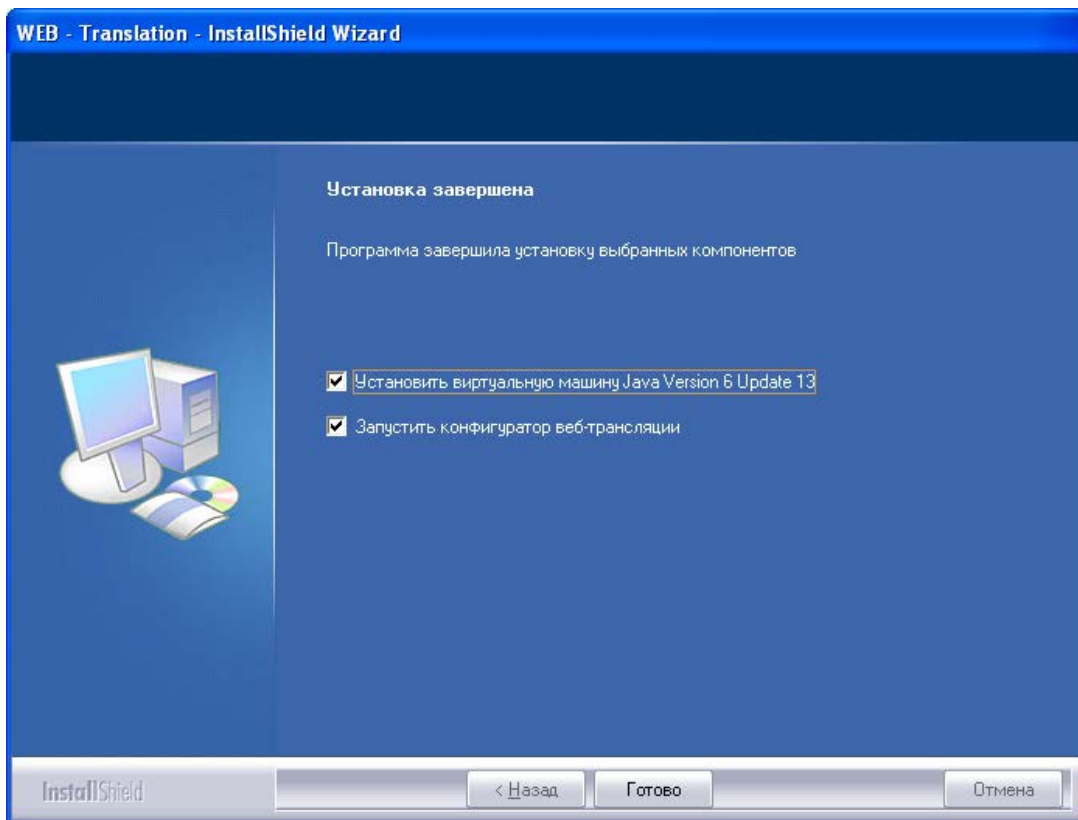 WEB - Translation - InstallShield Wizard
Установка завершена
Программа завершила установку выбранных компонентов
Установить виртуальную машину Java Version 6 Update 13
Запустить конфигуратор веб-трансляции
InstallShield
< Назад
Готово
Отмена